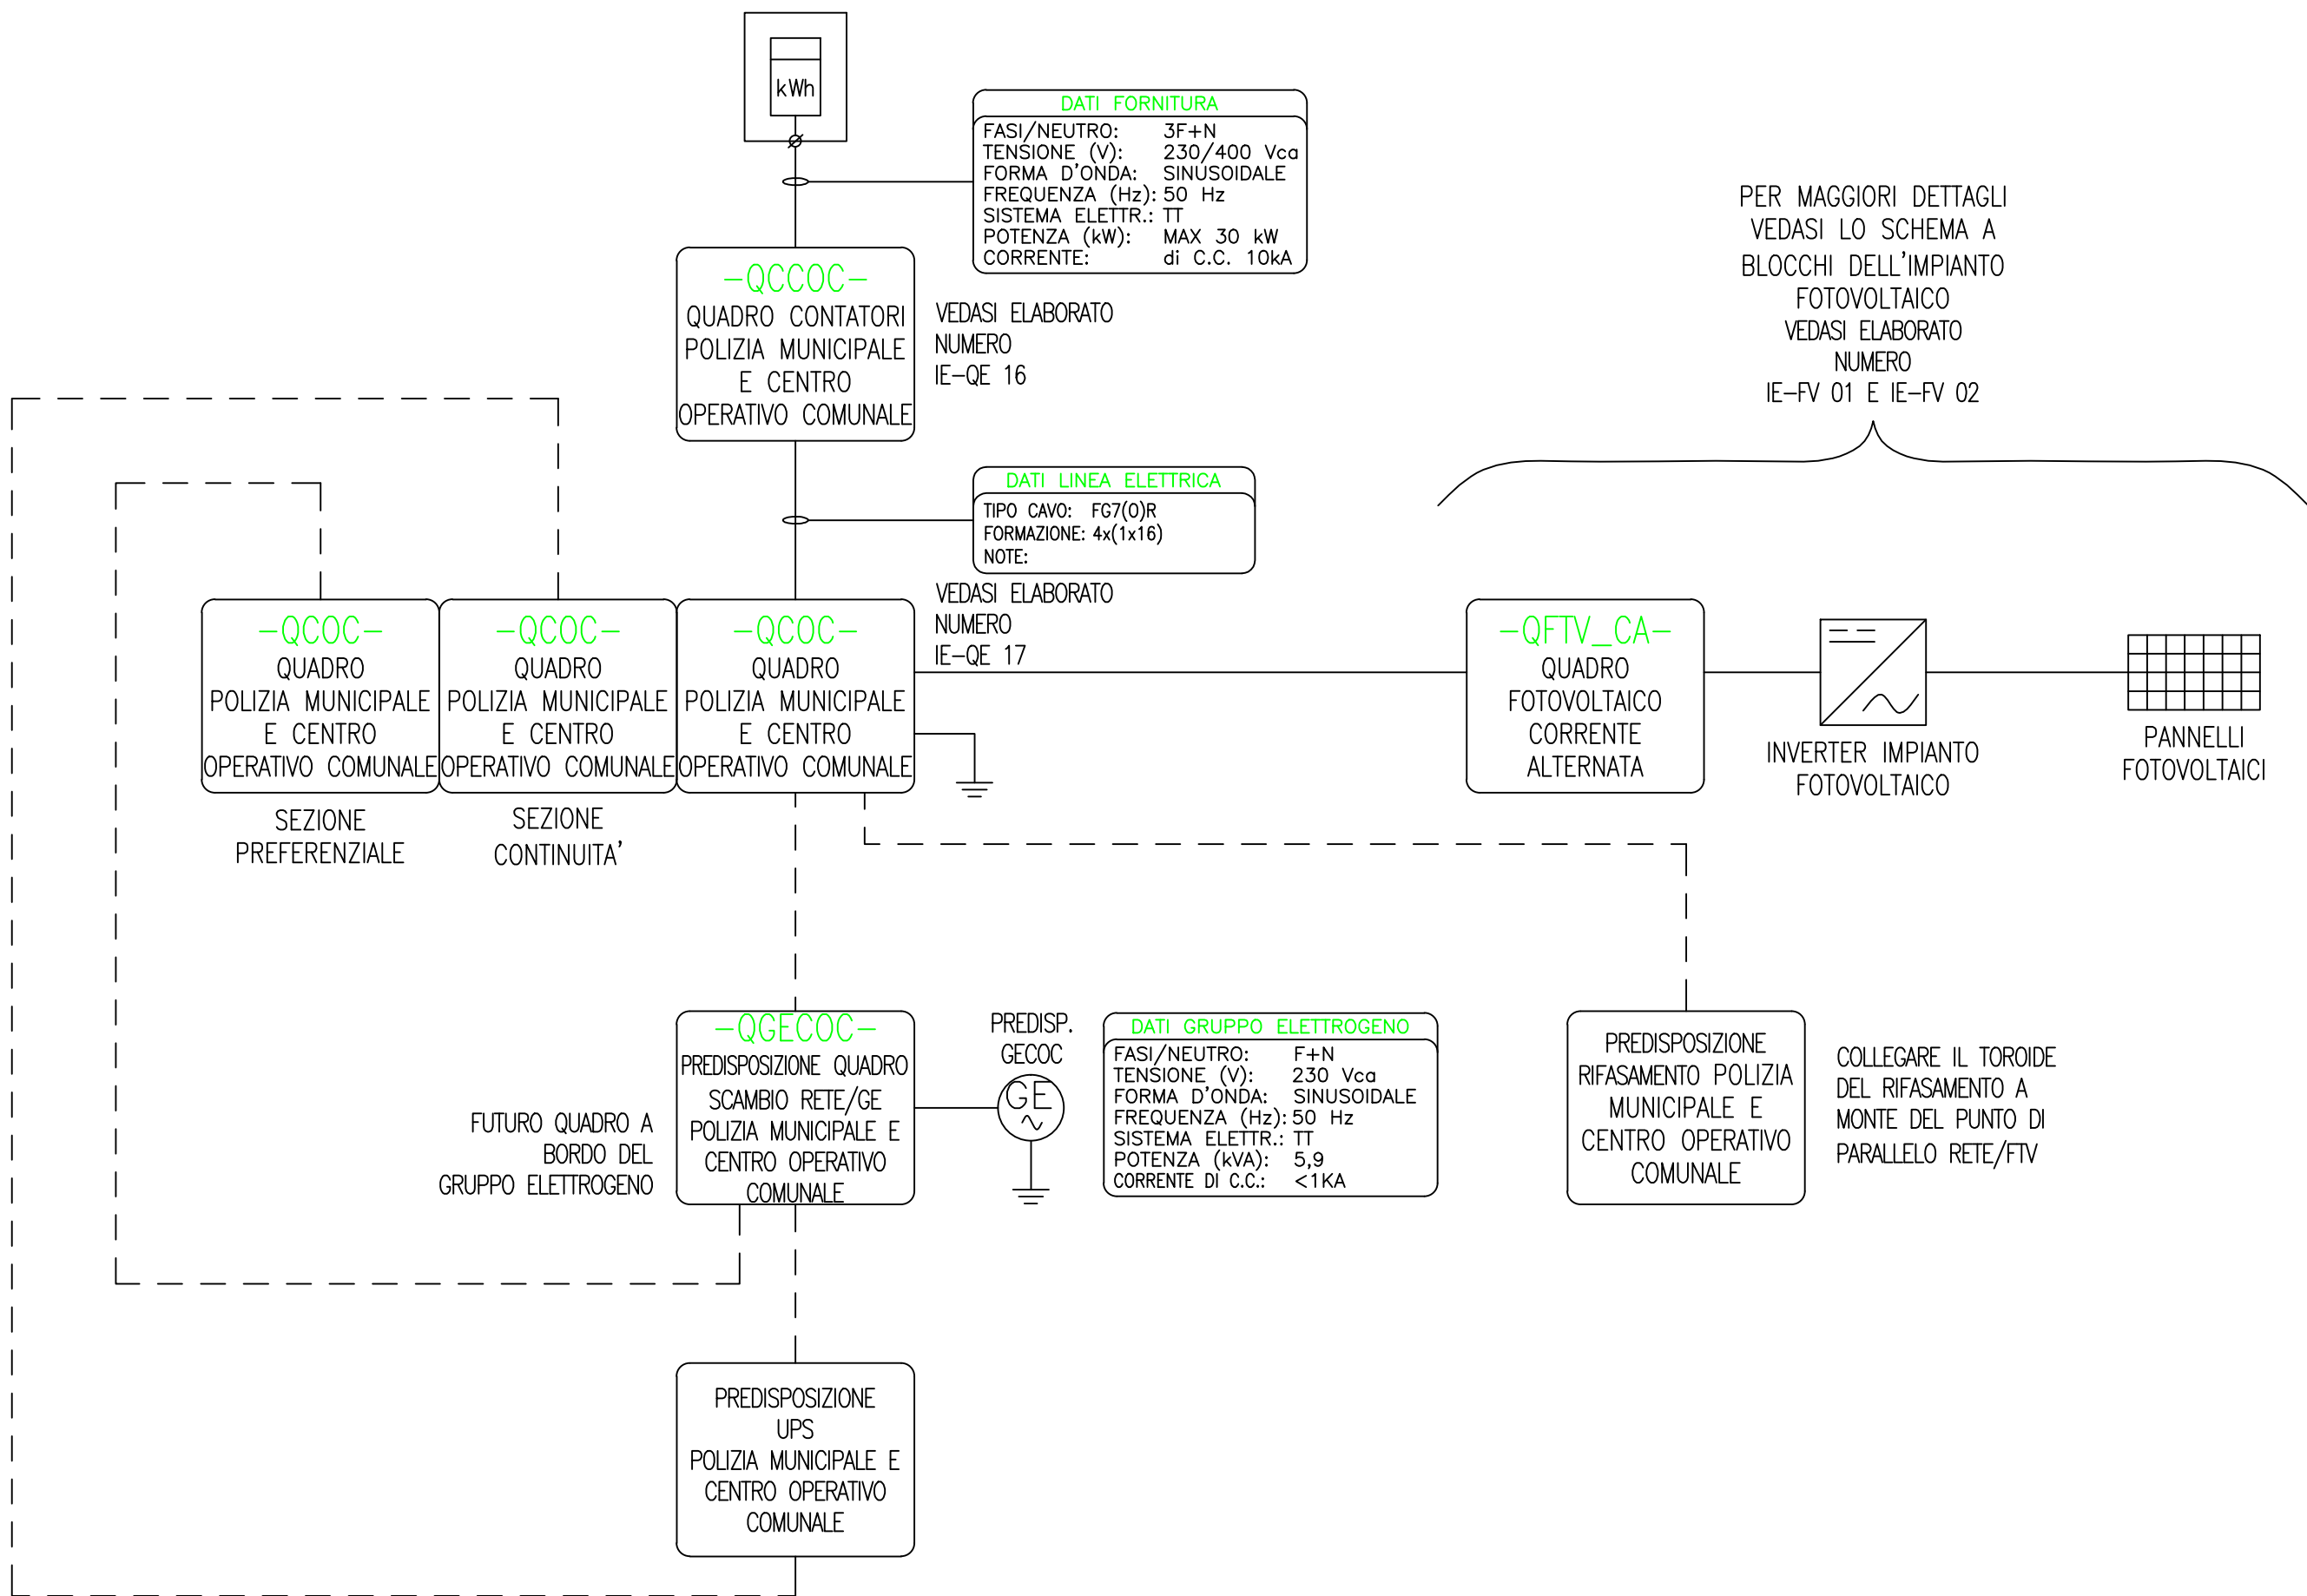 kWh
DATI FORNITURA
FASI/NEUTRO: 3F+N
TENSIONE (V): 230/400 Vca
FORMA D'ONDA: SINUSOIDALE
FREQUENZA (Hz): 50 Hz
SISTEMA ELETTR.: TT
POTENZA (kW): MAX 30 kW
CORRENTE: di C.C. 10kA
PER MAGGIORI DETTAGLI
VEDASI LO SCHEMA A
BLOCCHI DELL'IMPIANTO
FOTOVOLTAICO
VEDASI ELABORATO
NUMERO
IE-FV 01 E IE-FV 02
-QCCOC-
QUADRO CONTATORI
POLIZIA MUNICIPALE
E CENTRO
OPERATIVO COMUNALE
VEDASI ELABORATO
NUMERO
IE-QE 16
DATI LINEA ELETTRICA
TIPO CAVO: FG7(O)R
FORMAZIONE: 4x(1x16)
NOTE:
VEDASI ELABORATO
NUMERO
IE-QE 17
-QCOC-
QUADRO
POLIZIA MUNICIPALE
E CENTRO
OPERATIVO COMUNALE
SEZIONE
PREFERENZIALE
-QCOC-
QUADRO
POLIZIA MUNICIPALE
E CENTRO
OPERATIVO COMUNALE
SEZIONE
CONTINUITA'
-QCOC-
QUADRO
POLIZIA MUNICIPALE
E CENTRO
OPERATIVO COMUNALE
-QFTV_CA-
QUADRO
FOTOVOLTAICO
CORRENTE
ALTERNATA
INVERTER IMPIANTO
FOTOVOLTAICO
PANNELLI
FOTOVOLTAICI
-QGECOC-
PREDISPOSIZIONE QUADRO
SCAMBIO RETE/GE
POLIZIA MUNICIPALE E
CENTRO OPERATIVO
COMUNALE
FUTURO QUADRO A
BORDO DEL
GRUPPO ELETTROGENO
PREDISP.
GECOC
GE
DATI GRUPPO ELETTROGENO
FASI/NEUTRO: F+N
TENSIONE (V): 230 Vca
FORMA D'ONDA: SINUSOIDALE
FREQUENZA (Hz): 50 Hz
SISTEMA ELETTR.: TT
POTENZA (kVA): 5,9
CORRENTE DI C.C.: <1KA
PREDISPOSIZIONE
RIFASAMENTO POLIZIA
MUNICIPALE E
CENTRO OPERATIVO
COMUNALE
COLLEGARE IL TOROIDE
DEL RIFASAMENTO A
MONTE DEL PUNTO DI
PARALLELO RETE/FTV
PREDISPOSIZIONE
UPS
POLIZIA MUNICIPALE E
CENTRO OPERATIVO
COMUNALE